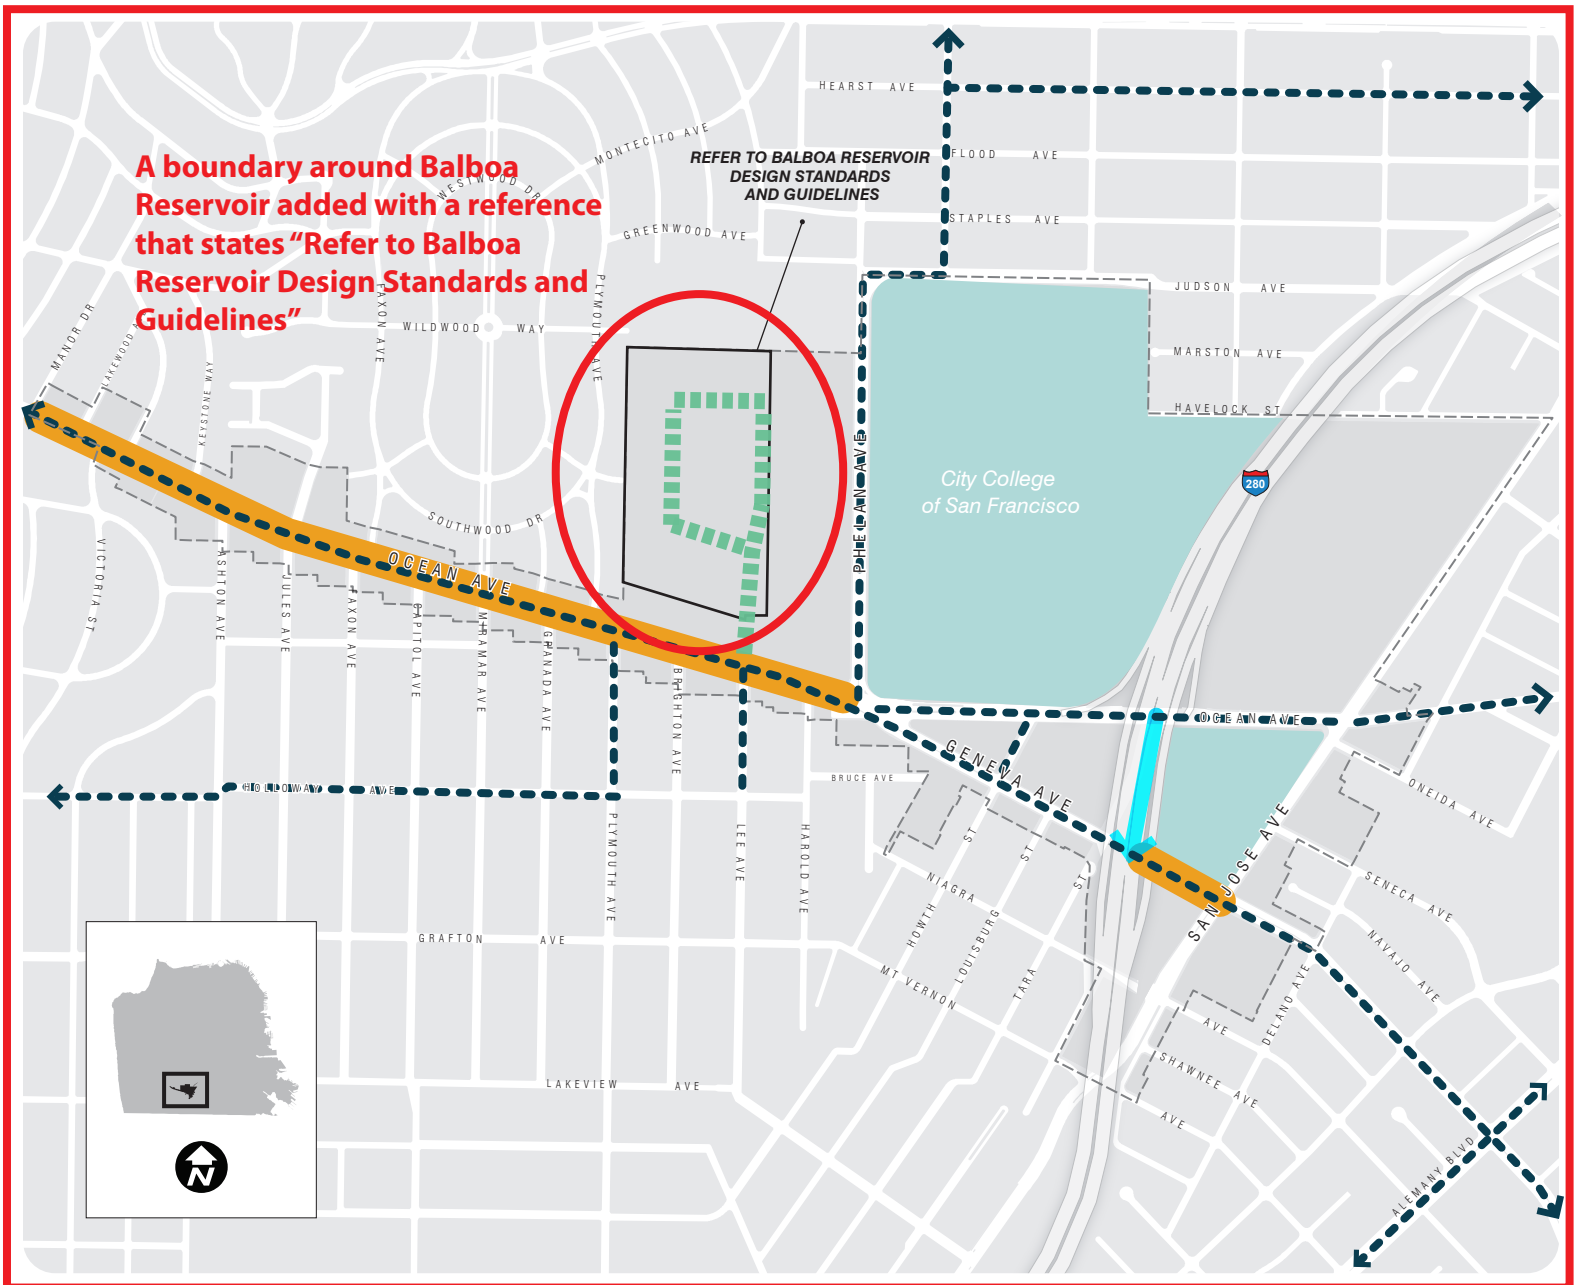 HEARST AVE
MONTECITO AVE
REFER TO BALBOA RESERVOIR
DESIGN STANDARDS
AND GUIDELINES
FLOOD AVE
A boundary around Balboa
Reservoir added with a reference
that states “Refer to Balboa
Reservoir Design Standards and
Guidelines”
WESTWOOD DR
STAPLES AVE
GREENWOOD AVE
JUDSON AVE
PLYMOUTH AVE
FAXON AVE
WILDWOOD WAY
MANOR DR
LAKEWOOD A
KEYSTONE WAY
MARSTON AVE
HAVELOCK ST
City College
of San Francisco
280
PHELAN AVE
SOUTHWOOD DR
OCEAN AVE
VICTORIA ST
ASHTON AVE
JULES AVE
FAXON AVE
CAPITOL AVE
MIRAMAR AVE
GRANADA AVE
BRIGHTON AVE
OCEAN AVE
GENEVA AVE
BRUCE AVE
HOLLOWAY AVE
ONEIDA AVE
PLYMOUTH AVE
LEE AVE
HAROLD AVE
SAN JOSE AVE
NIAGRA
ST
ST
ST
HOWTH
LOUISBURG
TARA
SENECA AVE
NAVAJO AVE
GRAFTON AVE
MT VERNON
DELANO AVE
AVE
SHAWNEE AVE
AVE
LAKEVIEW AVE
ALEMANY BLVD
N